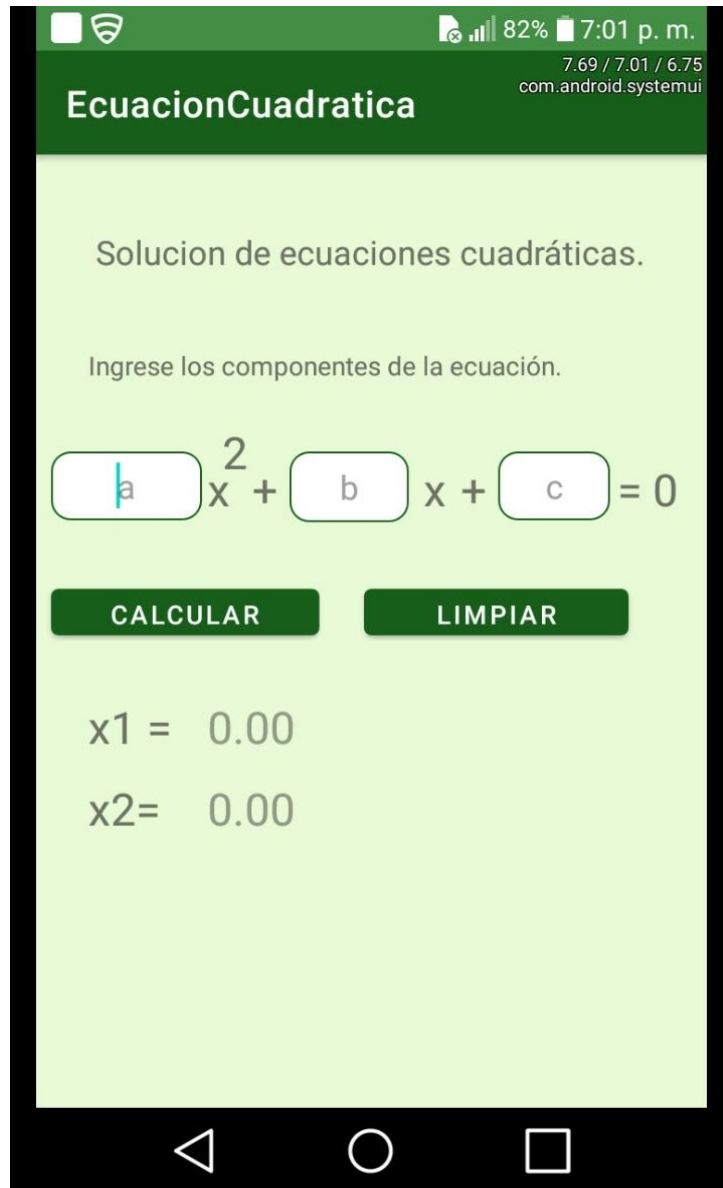 82% 7:01 p. m.
7.69 / 7.01 / 6.75
com.android.systemui
EcuacionCuadratica
Solucion de ecuaciones cuadráticas.
Ingrese los componentes de la ecuación.
a x² + b x + c = 0
CALCULAR LIMPIAR
x1 = 0.00
x2= 0.00